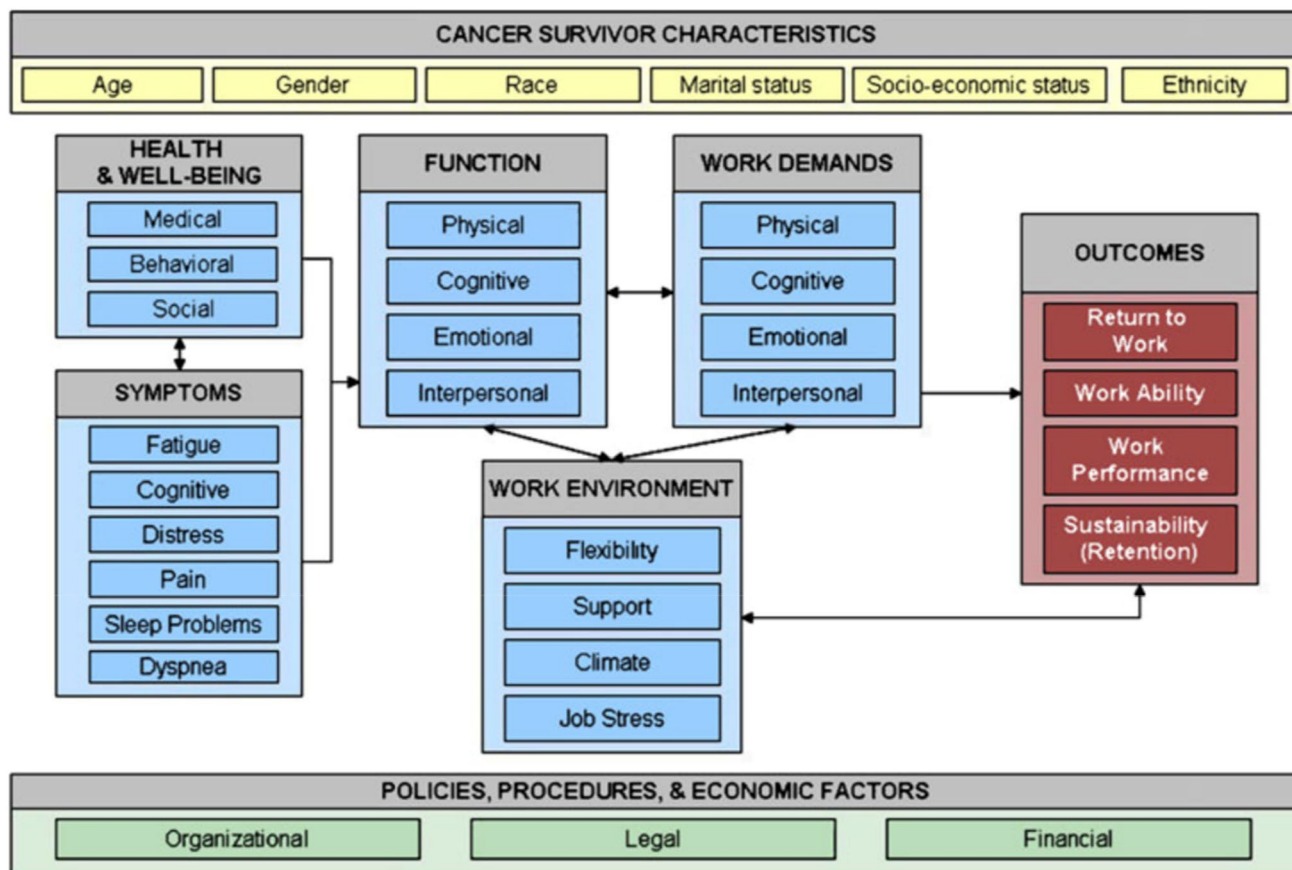 CANCER SURVIVOR CHARACTERISTICS
Age
Gender
Race
Marital status
Socio-economic status
Ethnicity
HEALTH
& WELL-BEING
Medical
Behavioral
Social
SYMPTOMS
Fatigue
Cognitive
Distress
Pain
Sleep Problems
Dyspnea
FUNCTION
Physical
Cognitive
Emotional
Interpersonal
WORK DEMANDS
Physical
Cognitive
Emotional
Interpersonal
WORK ENVIRONMENT
Flexibility
Support
Climate
Job Stress
OUTCOMES
Return to
Work
Work Ability
Work
Performance
Sustainability
(Retention)
POLICIES, PROCEDURES, & ECONOMIC FACTORS
Organizational
Legal
Financial